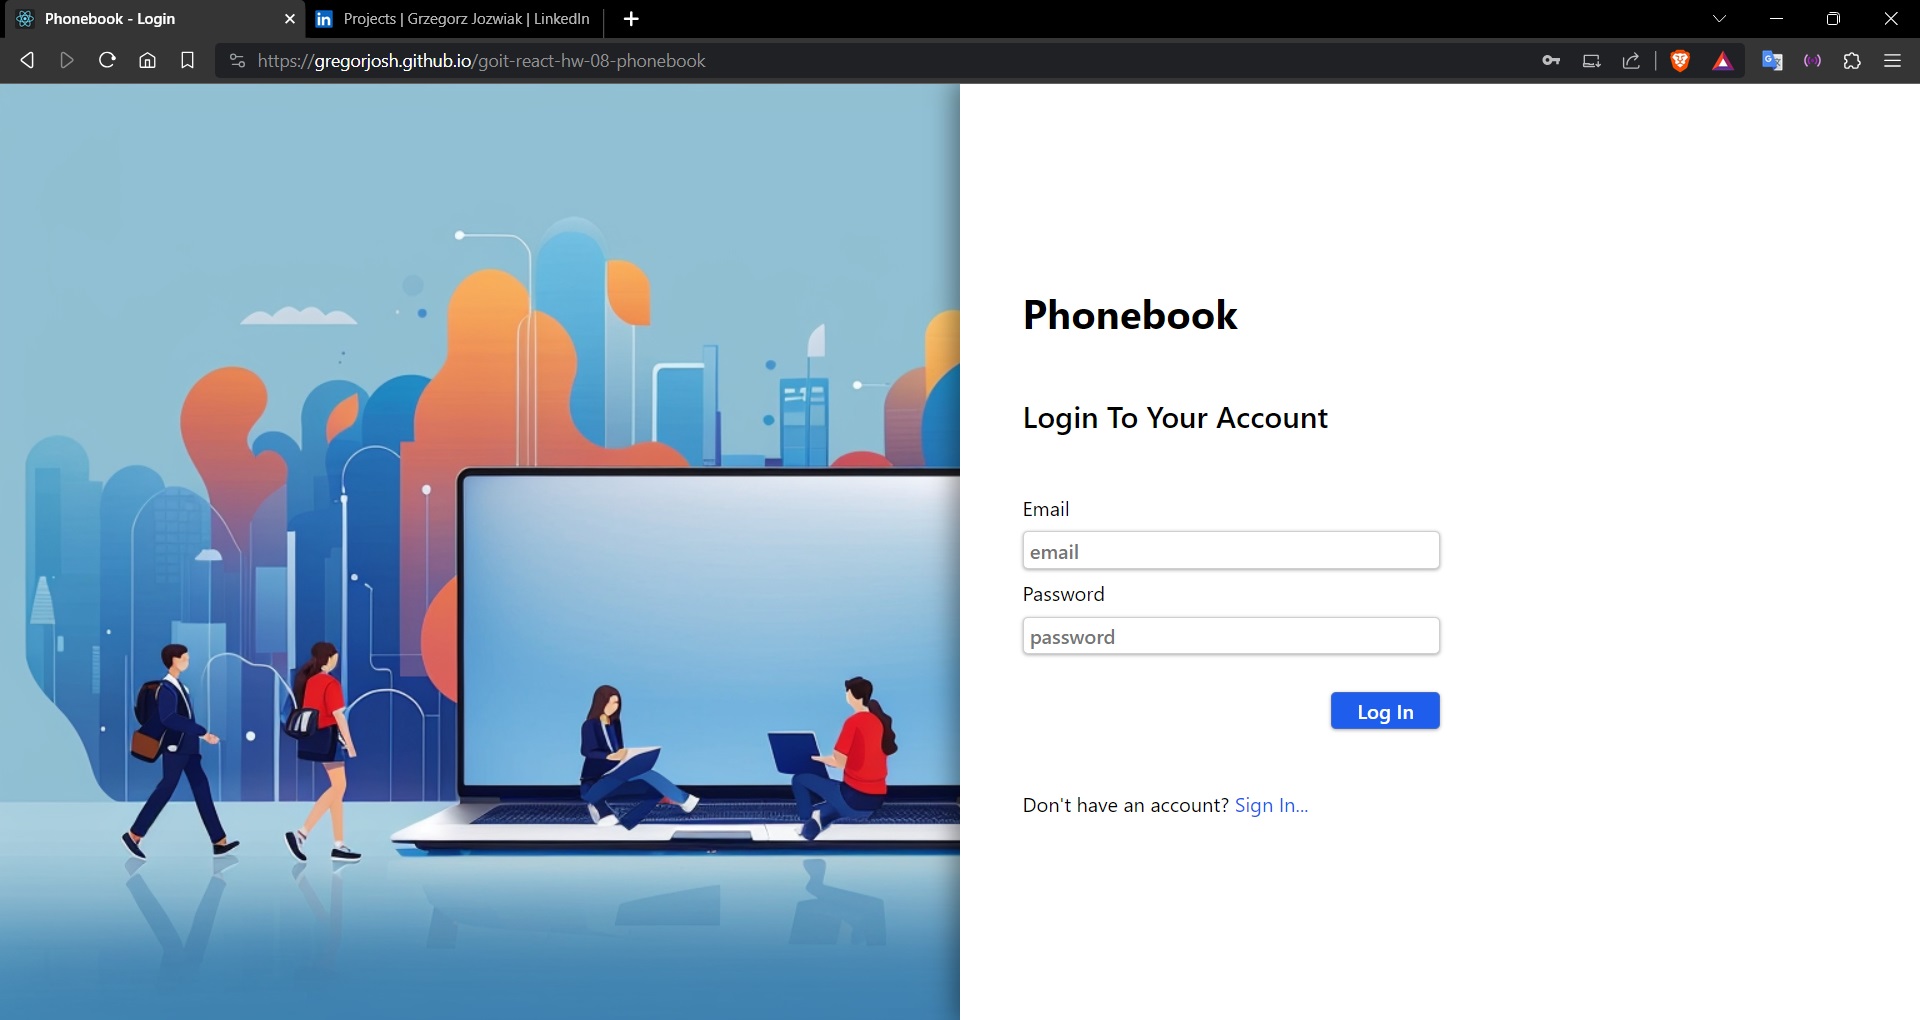 Phonebook - Login
in Projects | Grzegorz Jozwiak | LinkedIn
https://gregorjosh.github.io/goit-react-hw-08-phonebook
Phonebook
Login To Your Account
Email
email
Password
password
Log In
Don't have an account? Sign In...